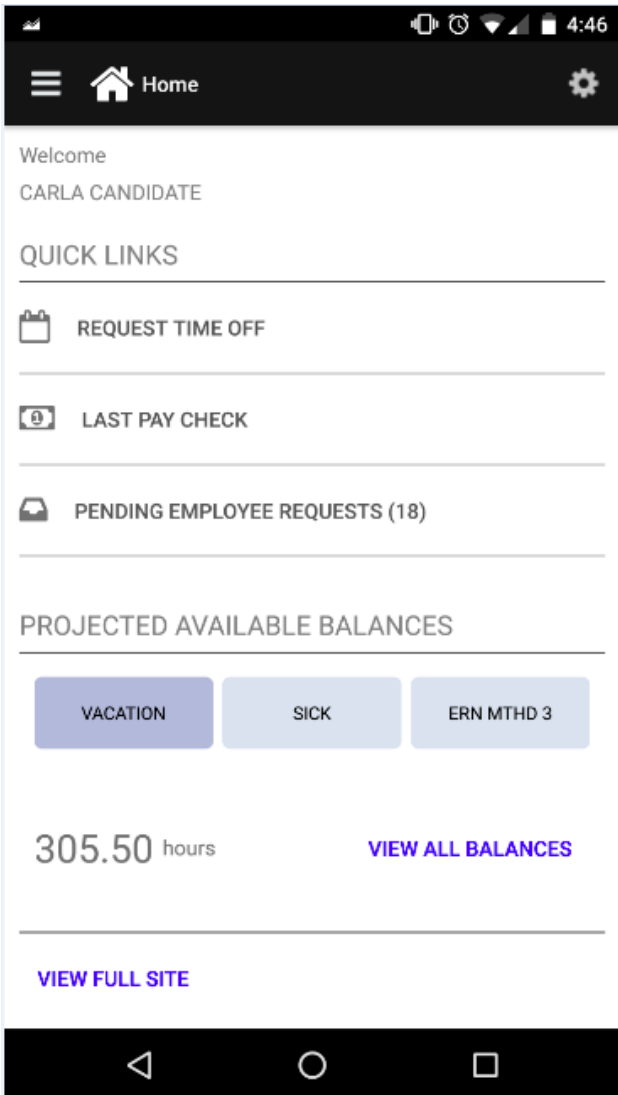 4:46
Home
Welcome
CARLA CANDIDATE
QUICK LINKS
REQUEST TIME OFF
LAST PAY CHECK
PENDING EMPLOYEE REQUESTS (18)
PROJECTED AVAILABLE BALANCES
VACATION SICK ERN MTHD 3
305.50 hours VIEW ALL BALANCES
VIEW FULL SITE